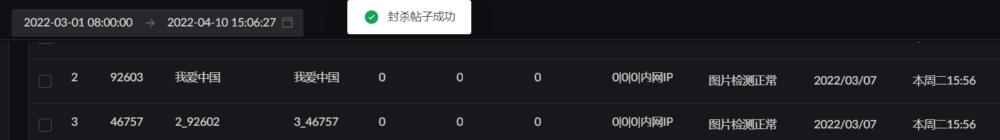 封杀帖子成功
2022-03-01 08:00:00 → 2022-04-10 15:06:27
2 92603 我爱中国 我爱中国 0 0 0 0|0|0|内网IP 图片检测正常 2022/03/07 本周二15:56
3 46757 2_92602 3_46757 0 0 0 0|0|0|内网IP 图片检测正常 2022/03/07 本周二15:56